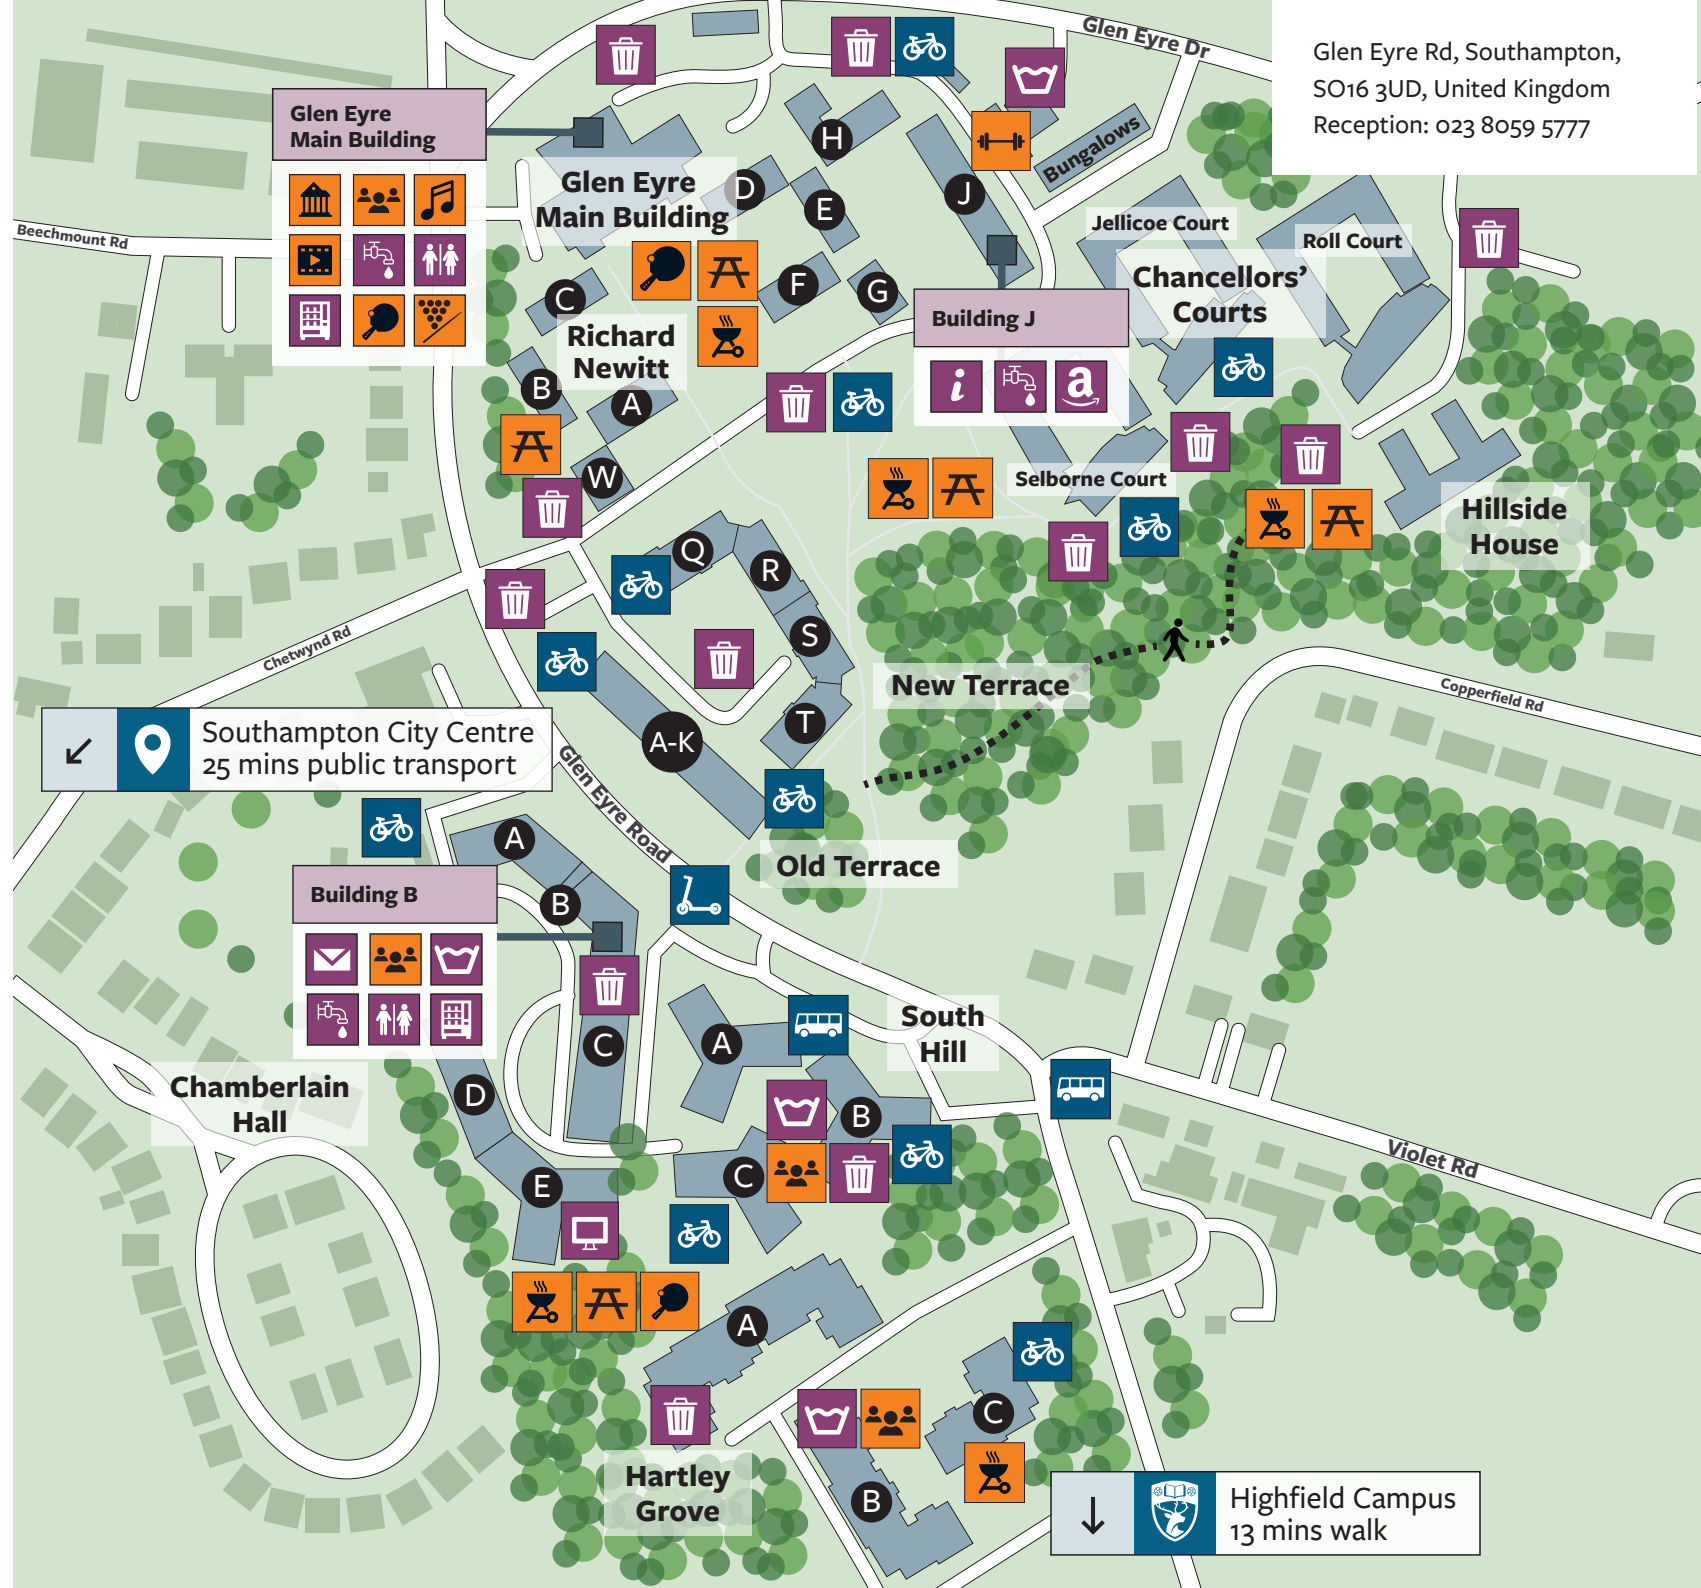 Glen Eyre Dr
Glen Eyre Rd, Southampton,
SO16 3UD, United Kingdom
Reception: 023 8059 5777
Glen Eyre
Main Building
H
Bungalows
Glen Eyre
Main Building
D
E
J
Jellicoe Court
Roll Court
Beechmount Rd
Chancellors'
Courts
C
F
G
Building J
i
a
Richard
Newitt
B
A
W
Selborne Court
Hillside
House
Q
R
S
T
A-K
Chetwynd Rd
New Terrace
Copperfield Rd
Southampton City Centre
25 mins public transport
Glen Eyre Road
Old Terrace
A
B
Building B
C
D
E
Chamberlain
Hall
South
Hill
A
B
C
Violet Rd
A
C
B
Hartley
Grove
Highfield Campus
13 mins walk